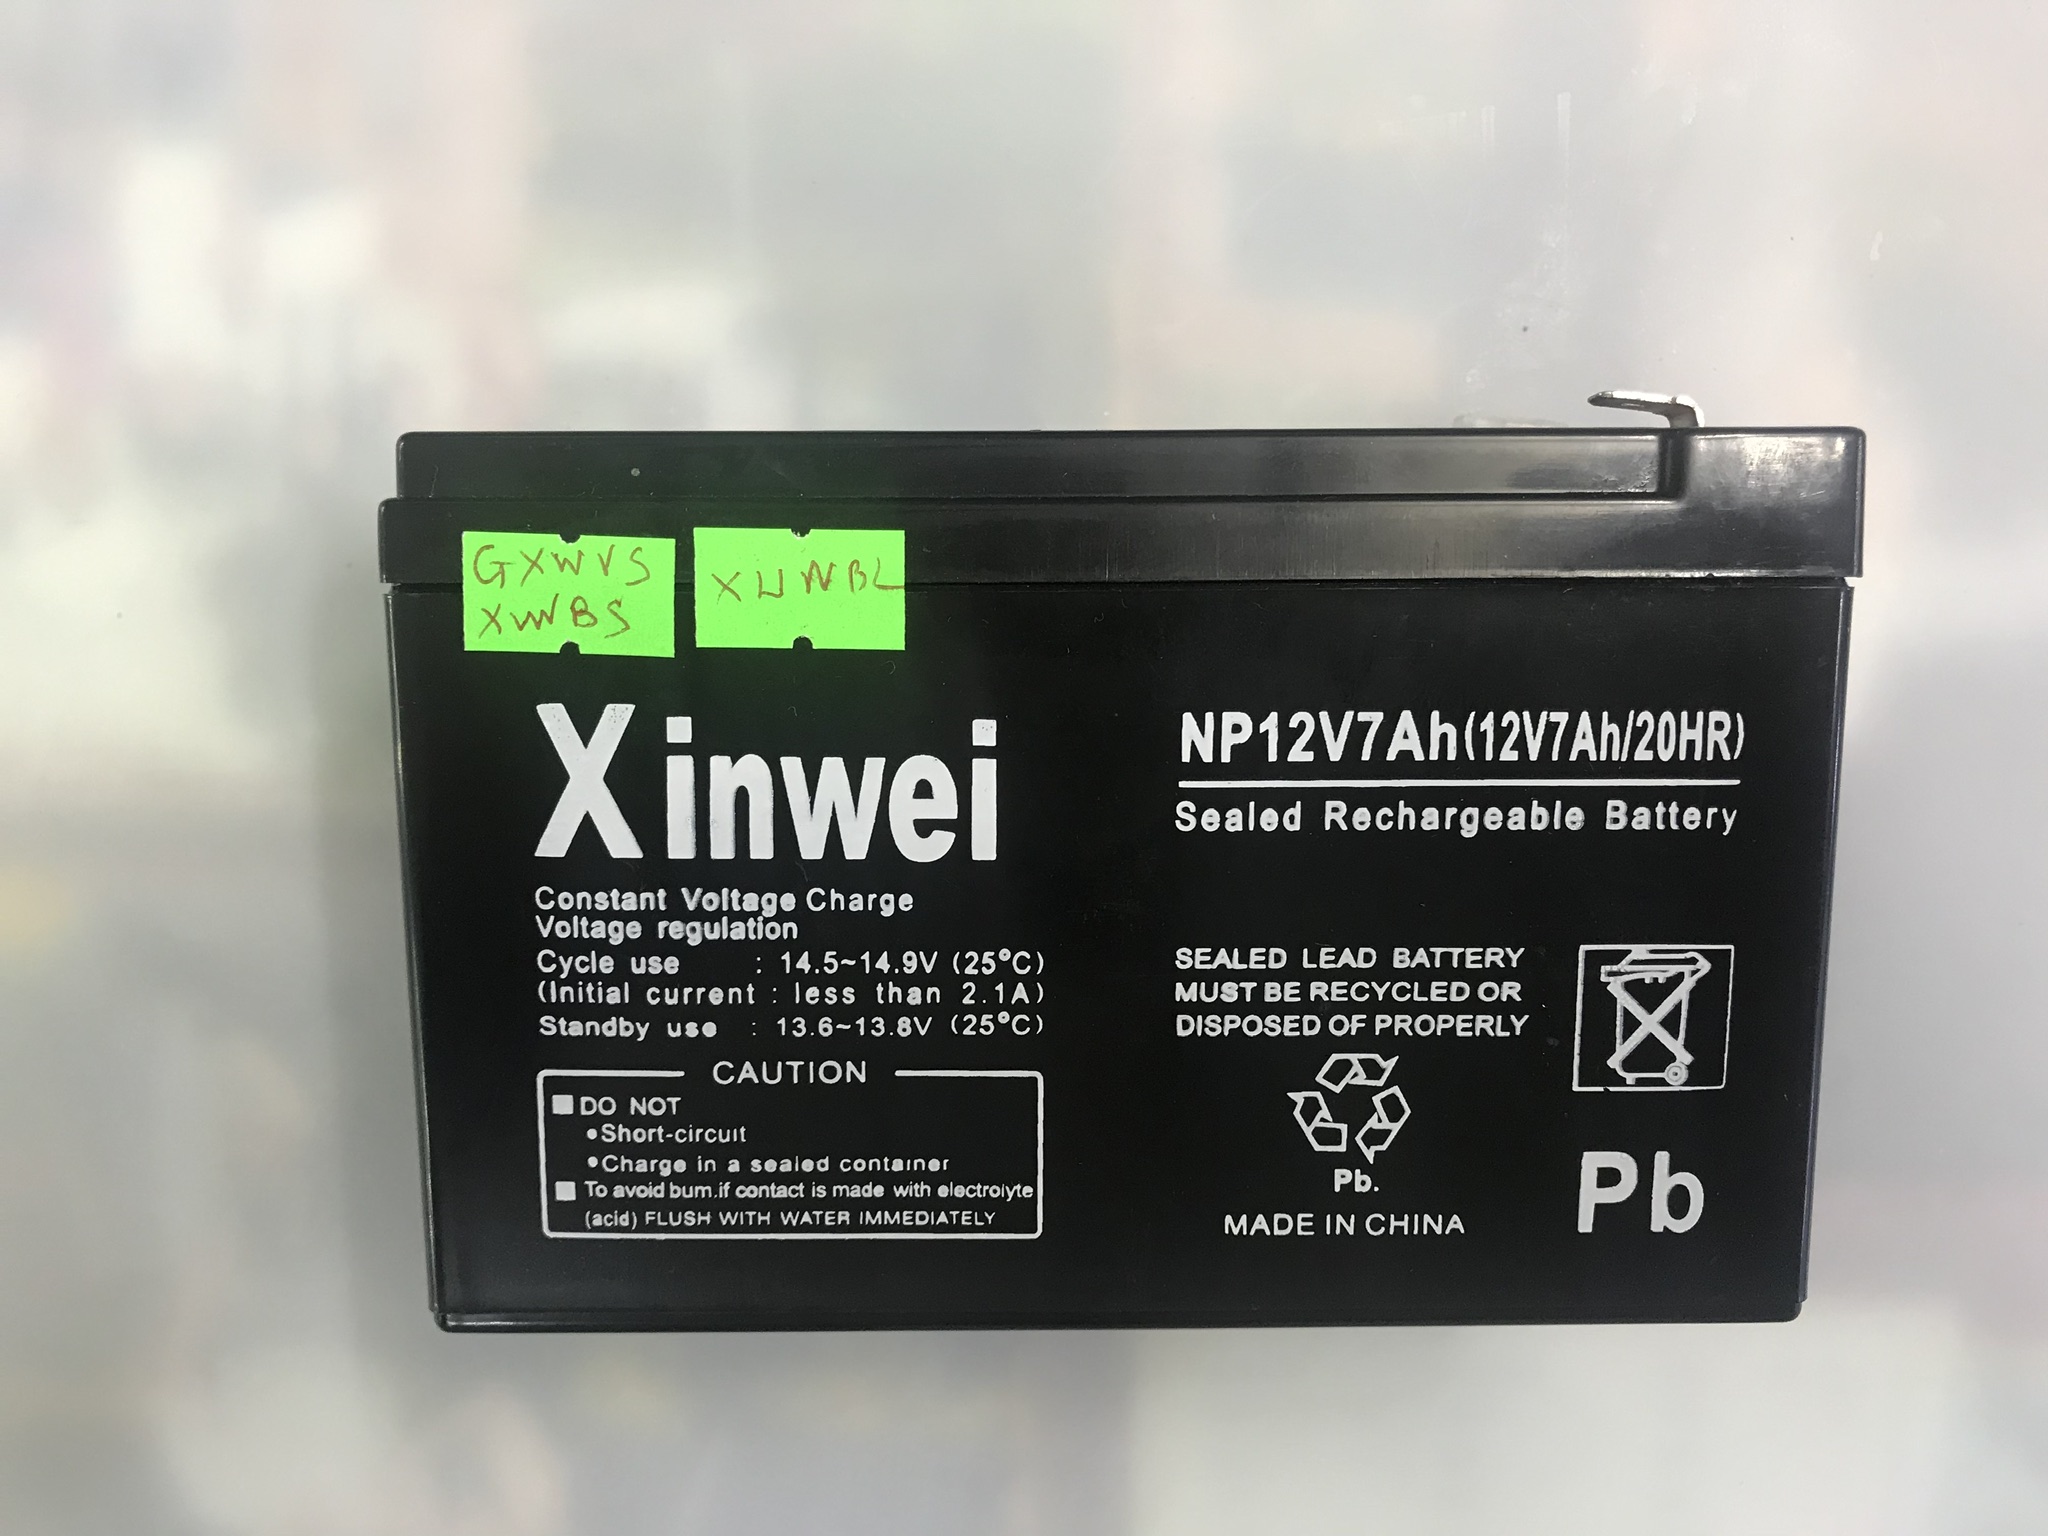 GXWVS
XWWBS
XUWBL
Xinwei
Constant Voltage Charge
Voltage regulation
Cycle use : 14.5~14.9V (25°C)
(Initial current : less than 2.1A)
Standby use : 13.6~13.8V (25°C)
CAUTION
DO NOT
•Short-circuit
•Charge in a sealed container
To avoid bum.if contact is made with electrolyte
(acid) FLUSH WITH WATER IMMEDIATELY
NP12V7Ah(12V7Ah/20HR)
Sealed Rechargeable Battery
SEALED LEAD BATTERY
MUST BE RECYCLED OR
DISPOSED OF PROPERLY
Pb.
MADE IN CHINA
Pb